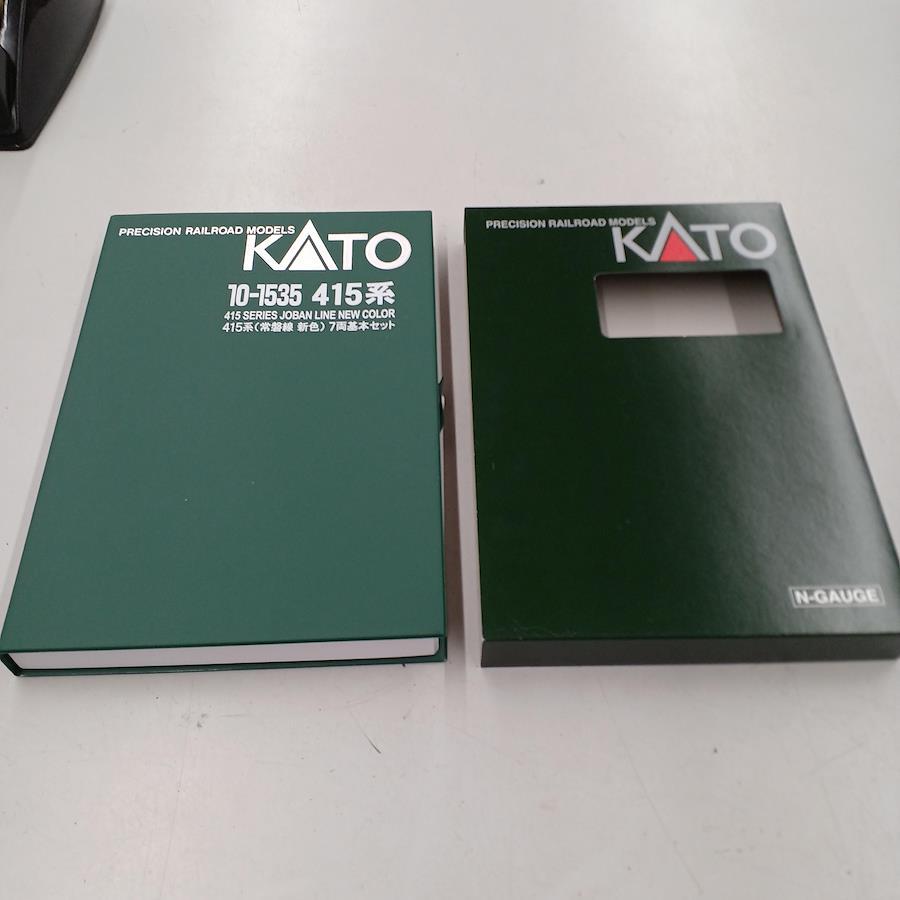 PRECISION RAILROAD MODELS
KATO
10-1535 415系
415 SERIES JOBAN LINE NEW COLOR
415系(常磐線 新色) 7両基本セット
PRECISION RAILROAD MODELS
KATO
N-GAUGE